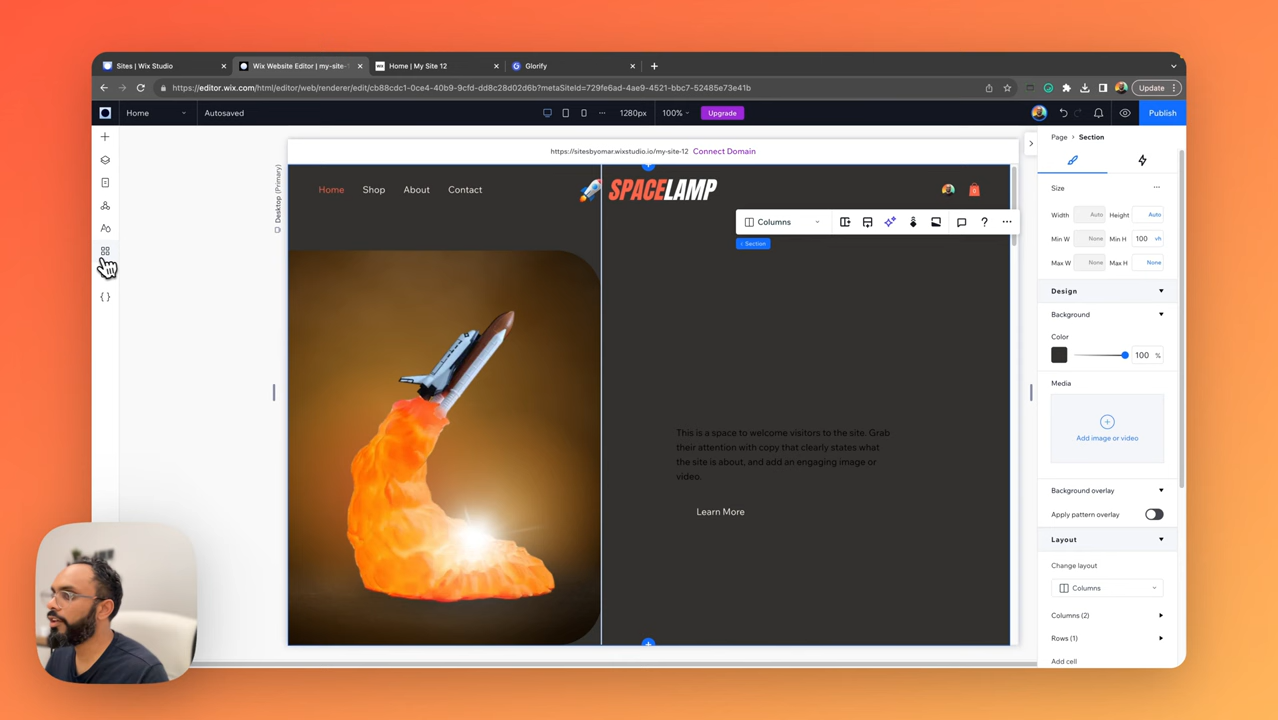 Sites | Wix Studio
Wix Website Editor | my-site-
Home | My Site 12
Glorify
https://editor.wix.com/html/editor/web/renderer/edit/cb88cdc1-0ce4-40b9-9cfd-dd8c28d02d6b?metaSiteId=729fe6ad-4ae9-4521-bbc7-52485e73e41b
Update
Home
Autosaved
1280px
100%
Upgrade
Publish
https://sitesbyomar.wixstudio.io/my-site-12 Connect Domain
Page > Section
Desktop (Primary)
Home
Shop
About
Contact
SPACELAMP
0
Columns
Section
Size
Width Auto Height Auto
Min W None Min H 100 vh
Max W None Max H None
Design
Background
Color
100 %
Media
Add image or video
This is a space to welcome visitors to the site. Grab
their attention with copy that clearly states what
the site is about, and add an engaging image or
video.
Learn More
Background overlay
Apply pattern overlay
Layout
Change layout
Columns
Columns (2)
Rows (1)
Add cell